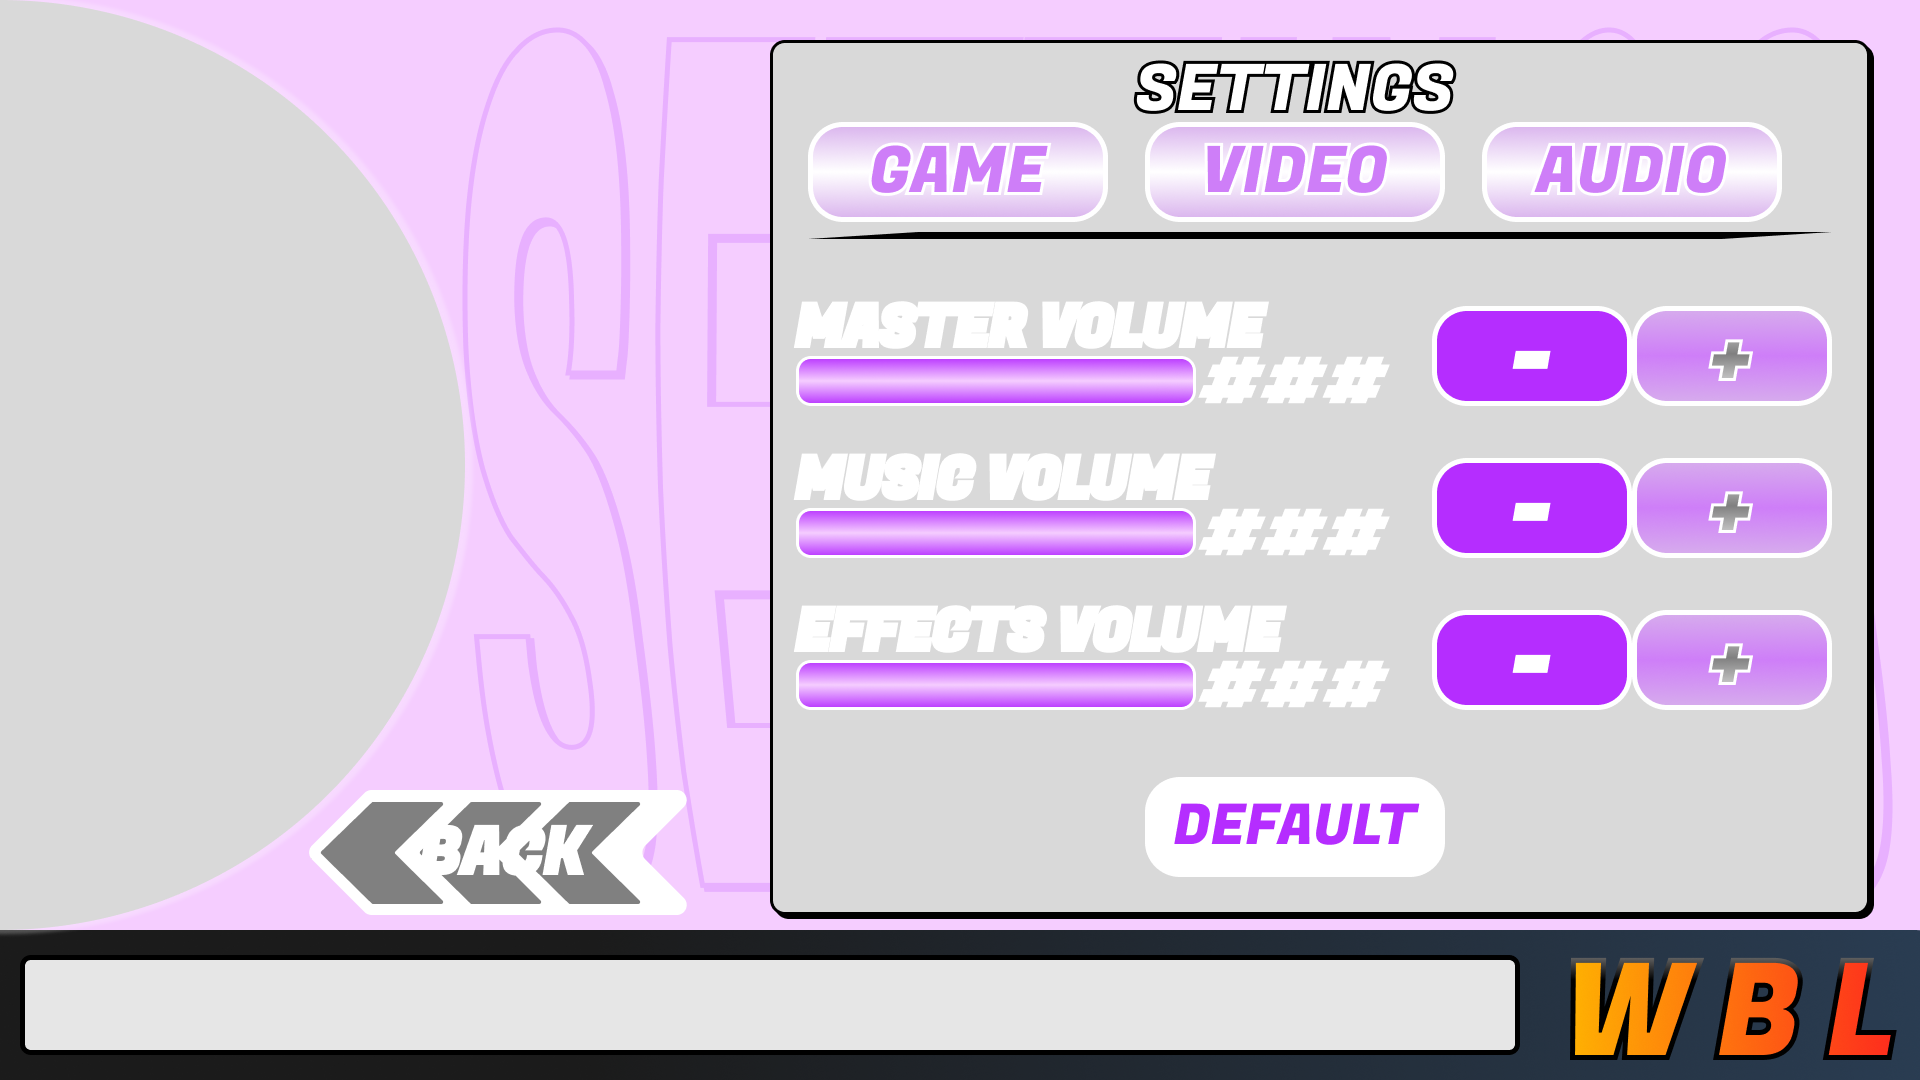 SETTINGS
GAME VIDEO AUDIO
MASTER VOLUME
### - +
MUSIC VOLUME
### - +
EFFECTS VOLUME
### - +
DEFAULT
BACK
WBL